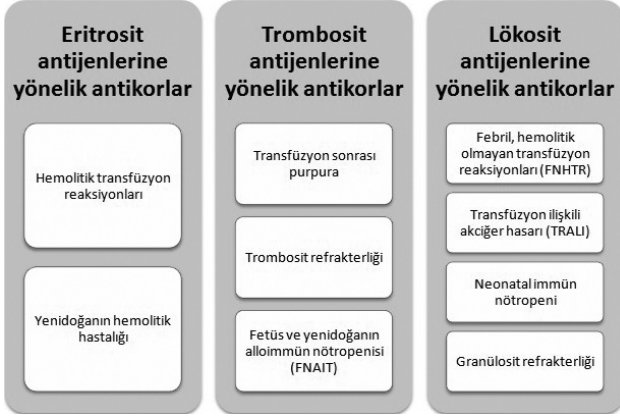 Eritrosit
antijenlerine
yönelik antikorlar
Hemolitik transfüzyon
reaksiyonları
Yenidoğanın hemolitik
hastalığı
Trombosit
antijenlerine
yönelik antikorlar
Transfüzyon sonrası
purpura
Trombosit refrakterliği
Fetüs ve yenidoğanın
alloimmün nötropenisi
(FNAIT)
Lökosit
antijenlerine
yönelik antikorlar
Febril, hemolitik
olmayan transfüzyon
reaksiyonları (FNHTR)
Transfüzyon ilişkili
akciğer hasarı (TRALI)
Neonatal immün
nötropeni
Granülosit refrakterliği